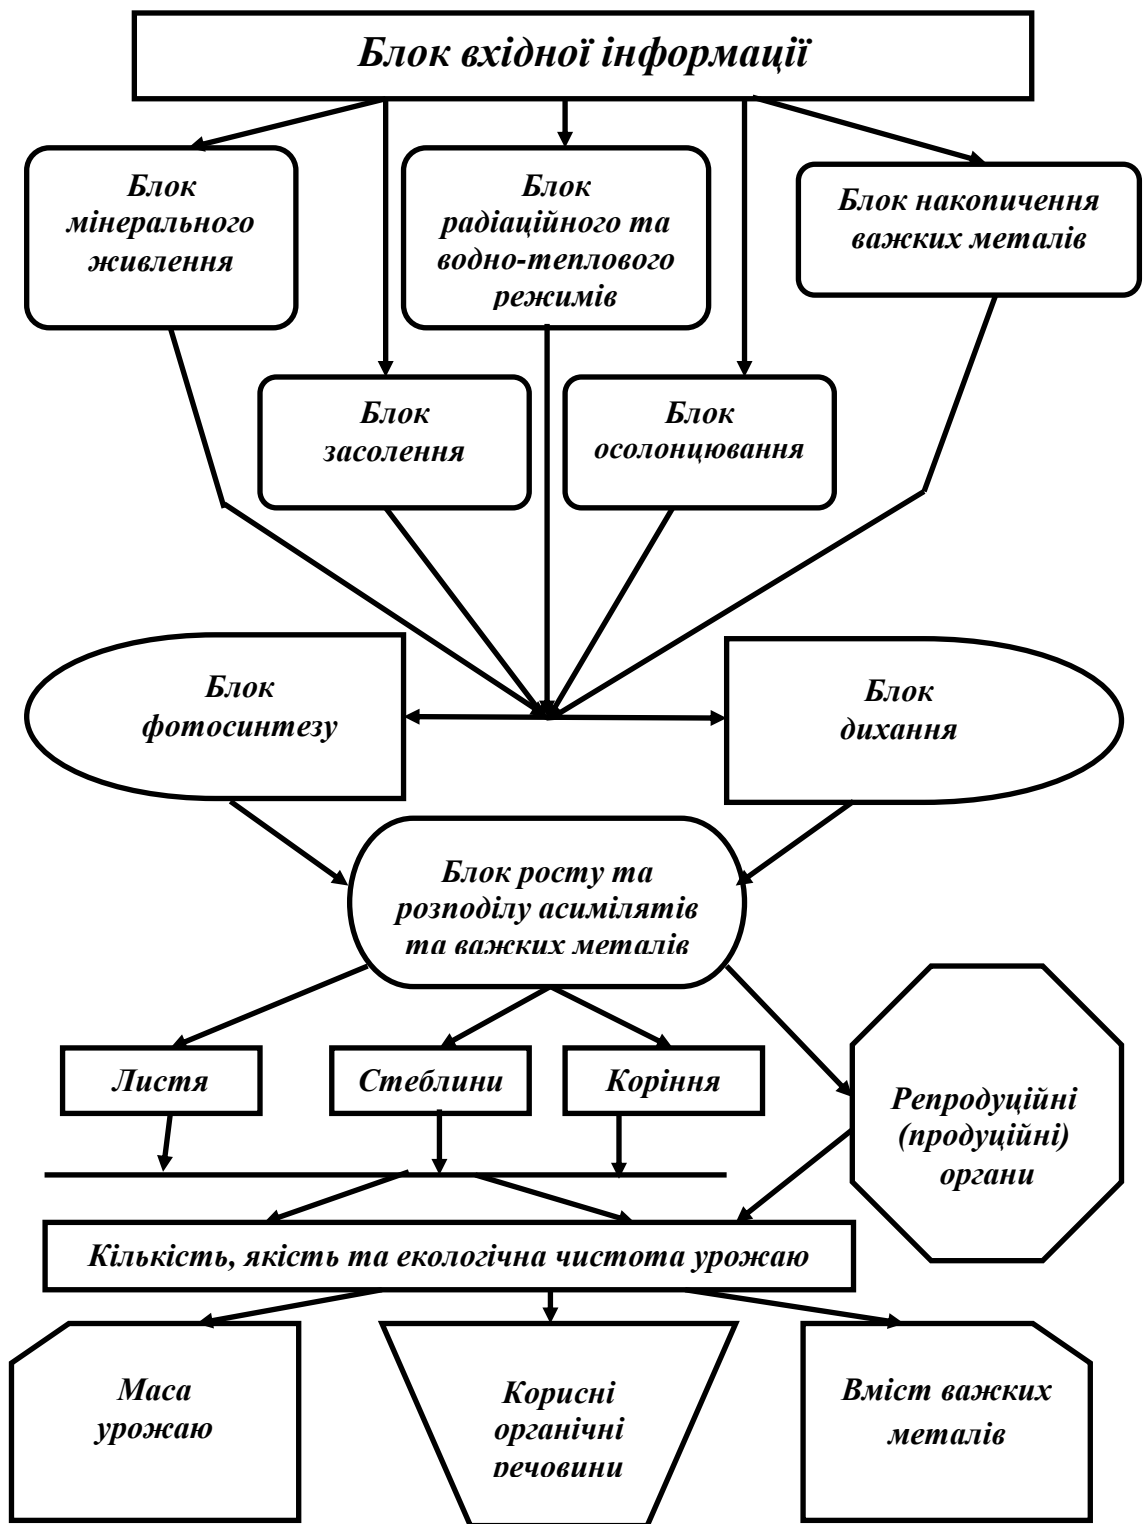 Блок вхідної інформації
Блок
мінерального
живлення
Блок
радіаційного та
водно-теплового
режимів
Блок накопичення
важких металів
Блок
засолення
Блок
осолонцювання
Блок
фотосинтезу
Блок
дихання
Блок росту та
розподілу асимілятів
та важких металів
Листя
Стеблини
Коріння
Репродуційні
(продуційні)
органи
Кількість, якість та екологічна чистота урожаю
Маса
урожаю
Корисні
органічні
речовини
Вміст важких
металів